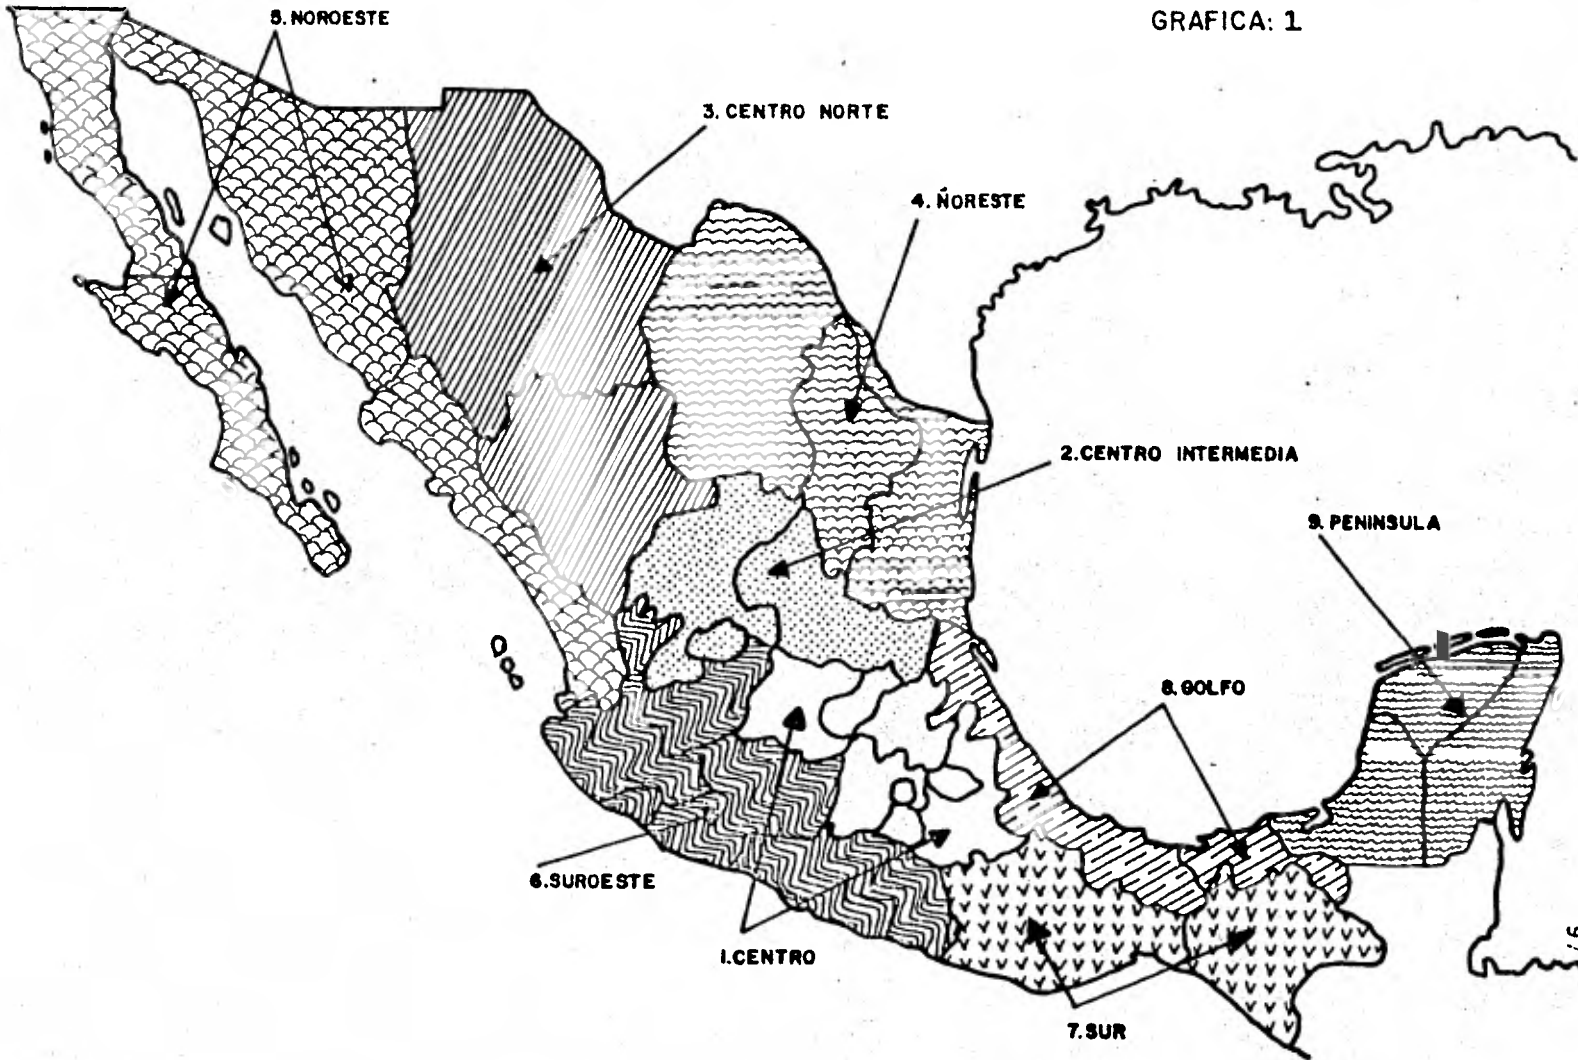 GRAFICA: 1
5. NOROESTE
3. CENTRO NORTE
4. NORESTE
2.CENTRO INTERMEDIA
9. PENINSULA
8.GOLFO
6.SUROESTE
1.CENTRO
7.SUR